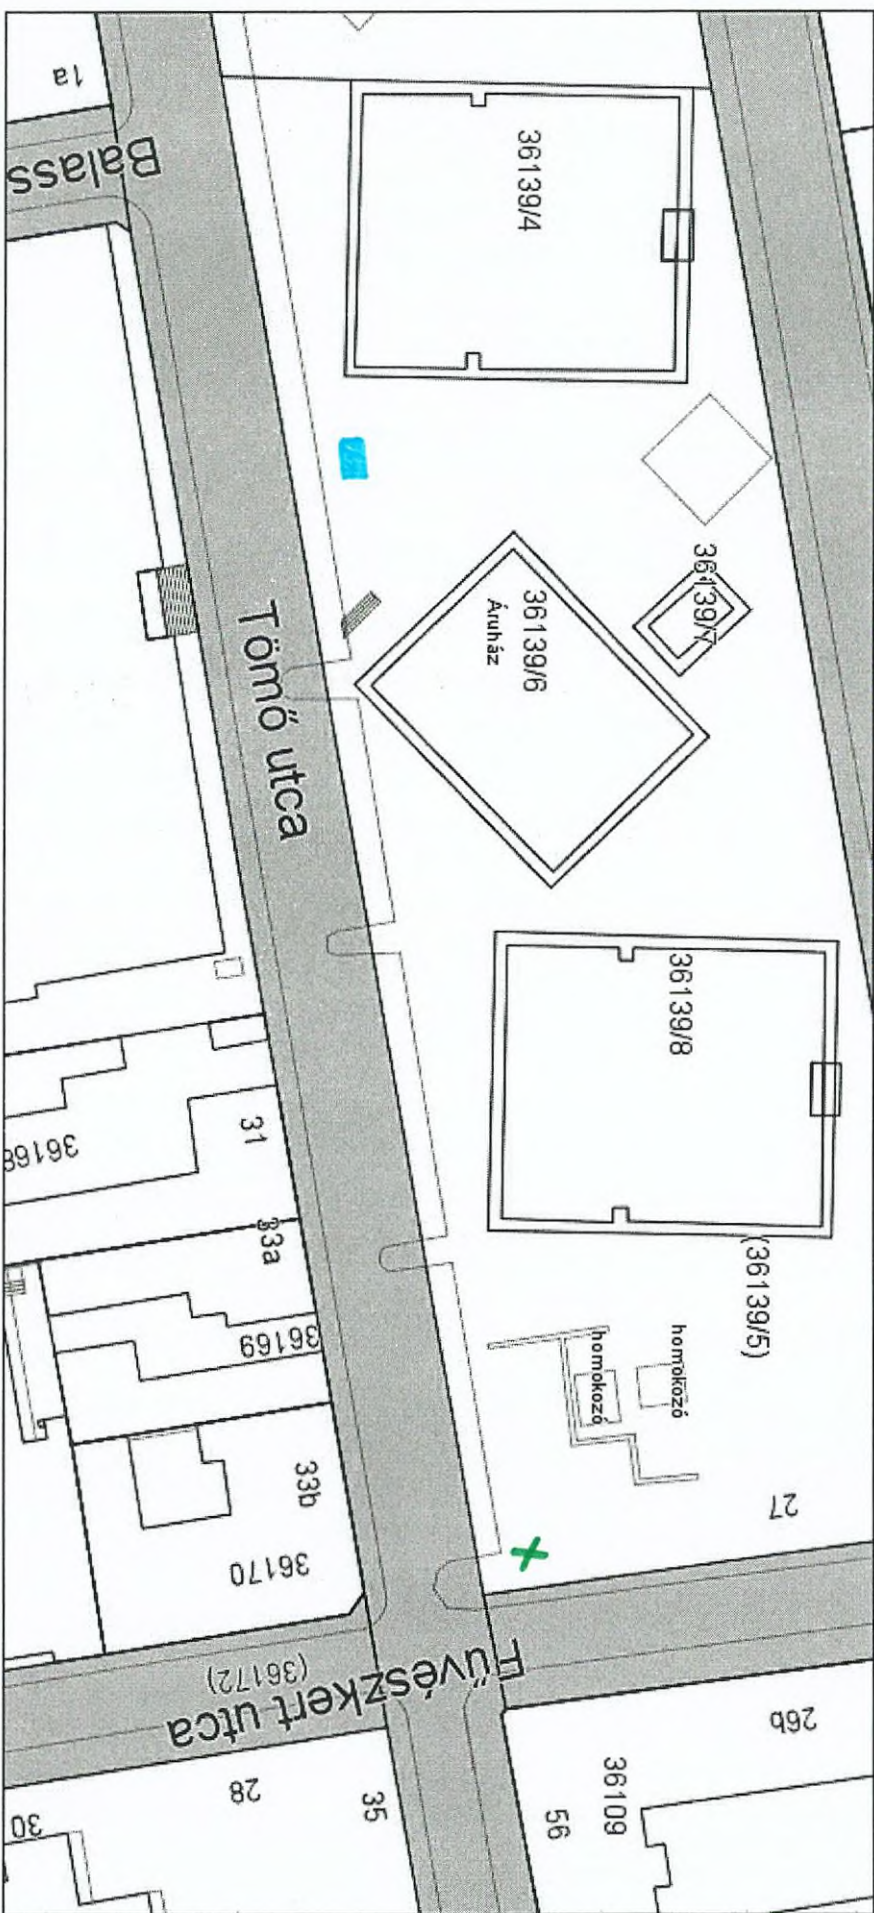 1a
Balass
36139/4
36139/7
36139/6
Áruház
Tömő utca
36139/8
31
36168
33a
36169
(36139/5)
homokozó
homokozó
33b
36170
27
Füvészkert utca
(36172)
26b
36109
56
35
28
30